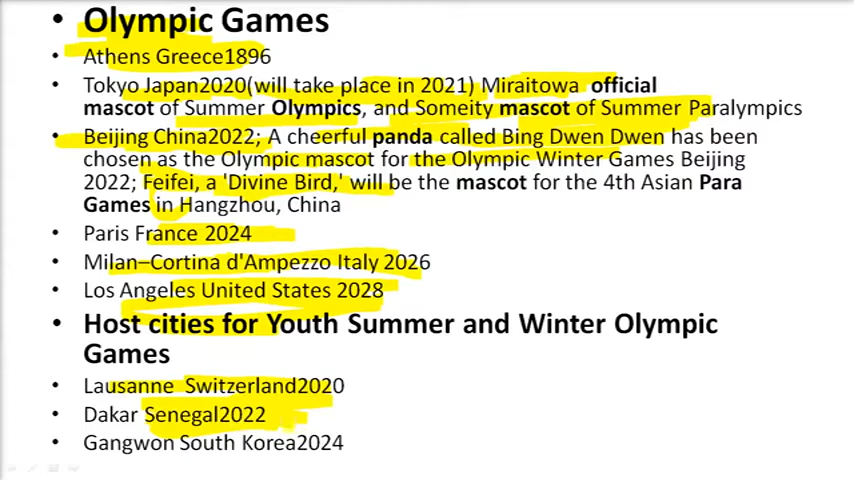 • Olympic Games
• Athens Greece1896
• Tokyo Japan2020(will take place in 2021) Miraitowa official
mascot of Summer Olympics, and Someity mascot of Summer Paralympics
• Beijing China2022; A cheerful panda called Bing Dwen Dwen has been
chosen as the Olympic mascot for the Olympic Winter Games Beijing
2022; Feifei, a 'Divine Bird,' will be the mascot for the 4th Asian Para
Games in Hangzhou, China
• Paris France 2024
• Milan–Cortina d'Ampezzo Italy 2026
• Los Angeles United States 2028
• Host cities for Youth Summer and Winter Olympic
Games
• Lausanne Switzerland2020
• Dakar Senegal2022
• Gangwon South Korea2024